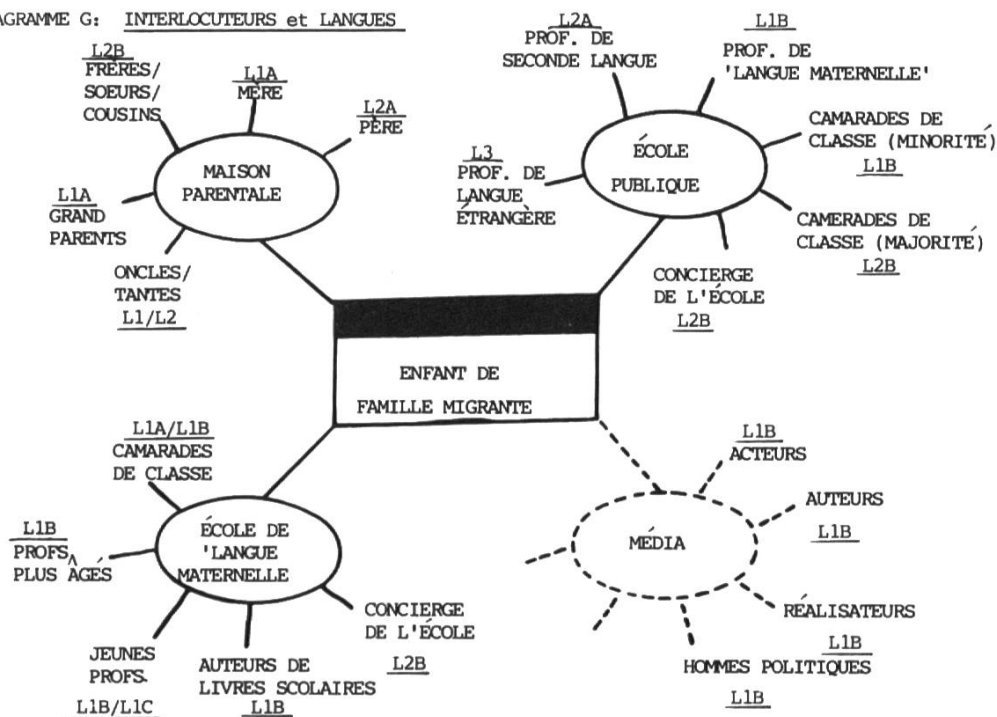 AGRAMME G: INTERLOCUTEURS et LANGUES
L2B
FRÈRES/
SOEURS/
COUSINS
L1A
MÈRE
L2A
PÈRE
L1A
GRAND
PARENTS
ONCLES/
TANTES
L1/L2
MAISON
PARENTALE
L2A
PROF. DE
SECONDE LANGUE
L1B
PROF. DE
'LANGUE MATERNELLE'
CAMARADES DE
CLASSE (MINORITÉ)
L1B
L3
PROF. DE
LANGUE
ÉTRANGÈRE
ÉCOLE
PUBLIQUE
CAMERADES DE
CLASSE (MAJORITÉ)
L2B
CONCIERGE
DE L'ÉCOLE
L2B
ENFANT DE
FAMILLE MIGRANTE
L1A/L1B
CAMARADES
DE CLASSE
L1B
PROFS
PLUS ÂGÉS
ÉCOLE DE
'LANGUE
MATERNELLE
JEUNES
PROFS.
L1B/L1C
AUTEURS DE
LIVRES SCOLAIRES
L1B
CONCIERGE
DE L'ÉCOLE
L2B
MÉDIA
L1B
ACTEURS
AUTEURS
L1B
RÉALISATEURS
L1B
HOMMES POLITIQUES
L1B